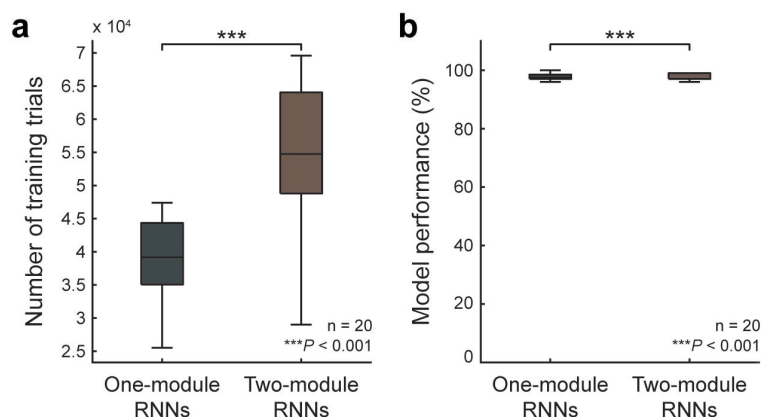 a
x 10⁴
***
7
6.5
6
5.5
5
4.5
4
3.5
3
2.5
Number of training trials
n = 20
***P < 0.001
One-module
RNNs
Two-module
RNNs
b
***
100
80
60
40
20
0
Model performance (%)
n = 20
***P < 0.001
One-module
RNNs
Two-module
RNNs